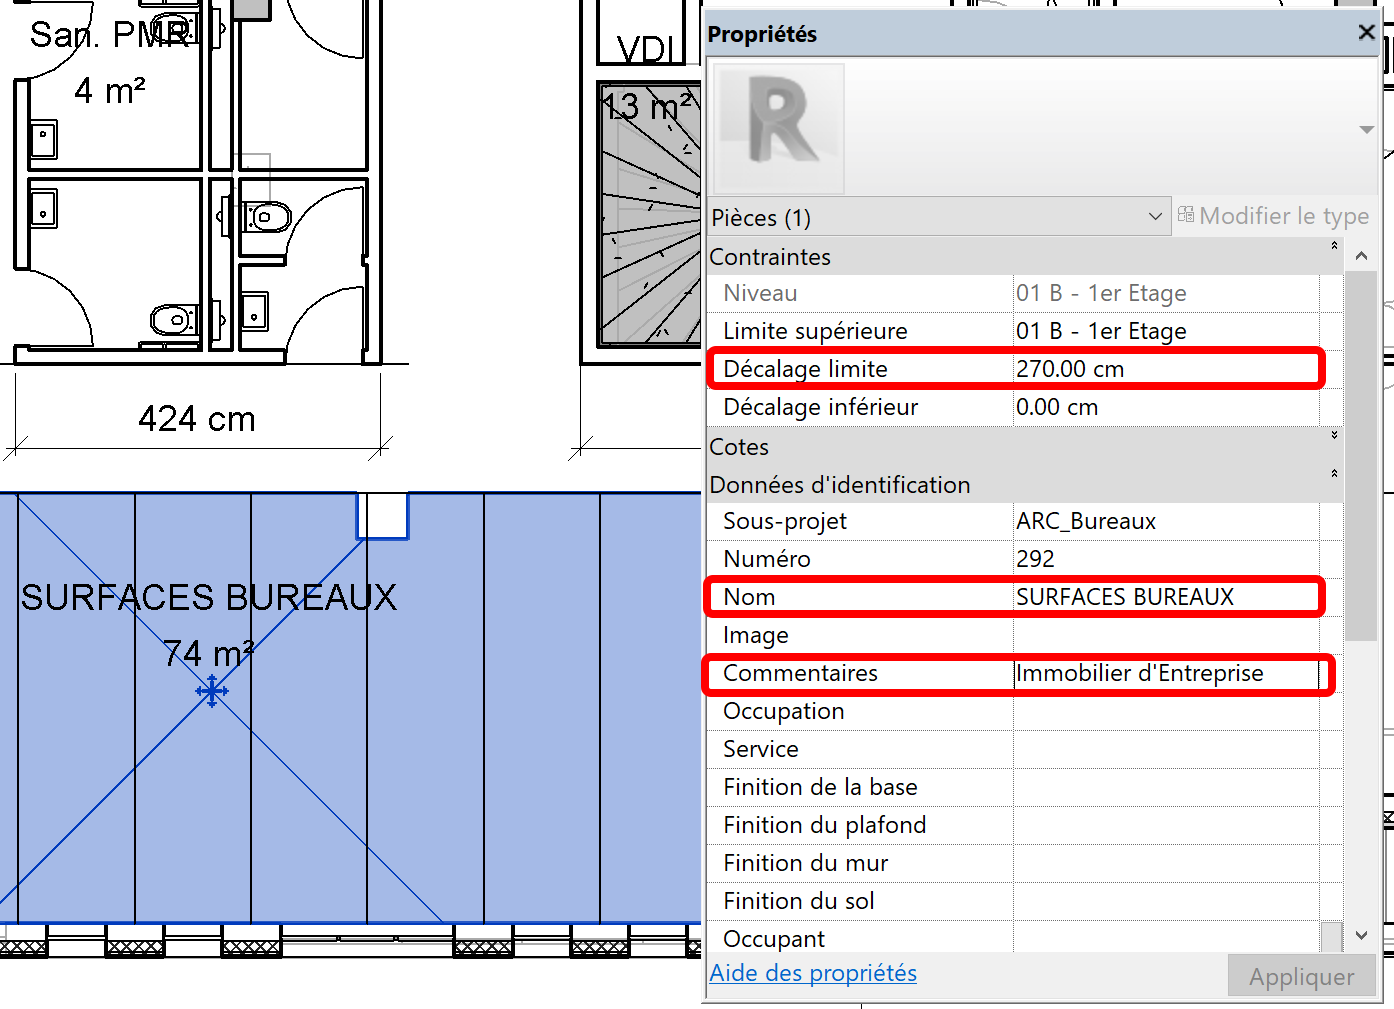 San. PMR
4 m²
VDI
13 m²
424 cm
SURFACES BUREAUX
74 m²
Propriétés
R
Pièces (1)
Modifier le type
Contraintes
Niveau 01 B - 1er Etage
Limite supérieure 01 B - 1er Etage
Décalage limite 270.00 cm
Décalage inférieur 0.00 cm
Cotes
Données d'identification
Sous-projet ARC_Bureaux
Numéro 292
Nom SURFACES BUREAUX
Image
Commentaires Immobilier d'Entreprise
Occupation
Service
Finition de la base
Finition du plafond
Finition du mur
Finition du sol
Occupant
Aide des propriétés
Appliquer